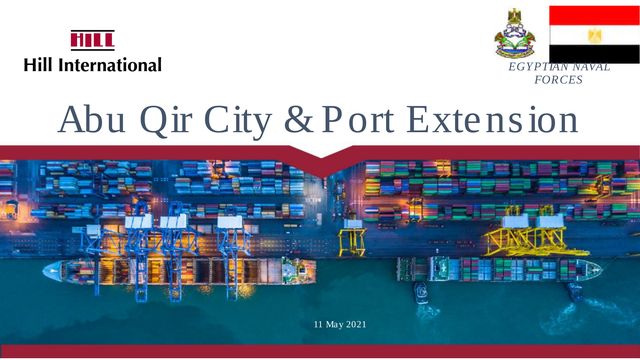 HILL
Hill International
EGYPTIAN NAVAL
FORCES
Abu Qir City & Port Extension
11 May 2021